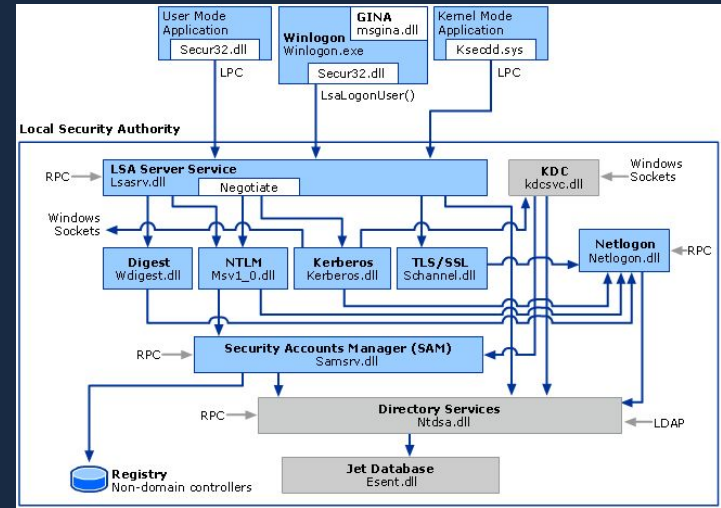 User Mode
Application
Secur32.dll
LPC
GINA
msgina.dll
Winlogon
Winlogon.exe
Secur32.dll
LsaLogonUser()
Kernel Mode
Application
Ksecdd.sys
LPC
Local Security Authority
RPC
LSA Server Service
Lsasrv.dll
Negotiate
KDC
kdcsvc.dll
Windows
Sockets
Windows
Sockets
Digest
Wdigest.dll
NTLM
Msv1_0.dll
Kerberos
Kerberos.dll
TLS/SSL
Schannel.dll
Netlogon
Netlogon.dll
RPC
RPC
Security Accounts Manager (SAM)
Samsrv.dll
RPC
Directory Services
Ntdsa.dll
LDAP
Registry
Non-domain controllers
Jet Database
Esent.dll